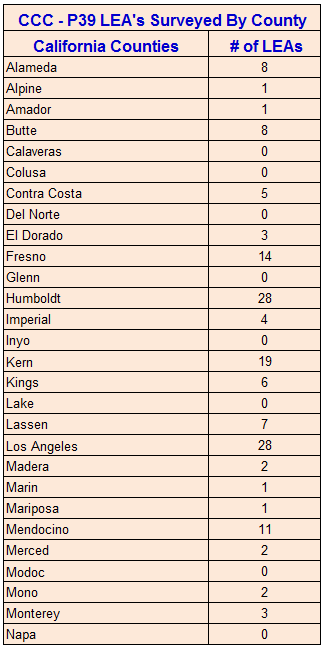 CCC - P39 LEA's Surveyed By County
California Counties # of LEAs
Alameda 8
Alpine 1
Amador 1
Butte 8
Calaveras 0
Colusa 0
Contra Costa 5
Del Norte 0
El Dorado 3
Fresno 14
Glenn 0
Humboldt 28
Imperial 4
Inyo 0
Kern 19
Kings 6
Lake 0
Lassen 7
Los Angeles 28
Madera 2
Marin 1
Mariposa 1
Mendocino 11
Merced 2
Modoc 0
Mono 2
Monterey 3
Napa 0